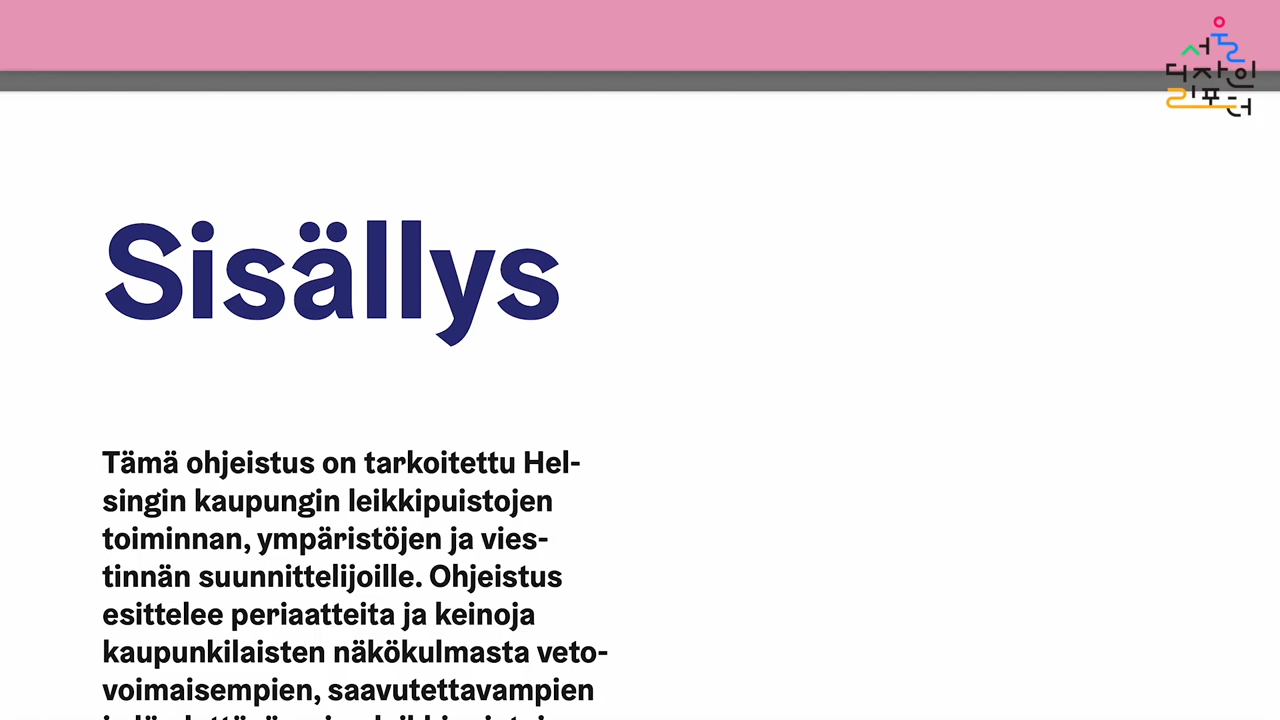 서울
디자인
리포터
Sisällys
Tämä ohjeistus on tarkoitettu Hel-
singin kaupungin leikkipuistojen
toiminnan, ympäristöjen ja vies-
tinnän suunnittelijoille. Ohjeistus
esittelee periaatteita ja keinoja
kaupunkilaisten näkökulmasta veto-
voimaisempien, saavutettavampien